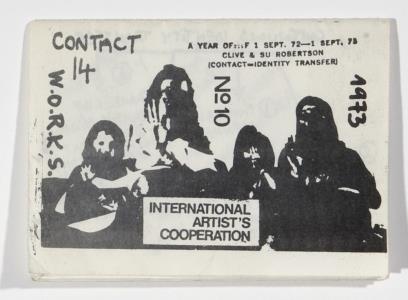 CONTACT
14
A YEAR OF::F 1 SEPT. 72—1 SEPT. 73
CLIVE & SU ROBERTSON
(CONTACT=IDENTITY TRANSFER)
W.O.R.K.S.
Nº10
1973
INTERNATIONAL
ARTIST'S
COOPERATION